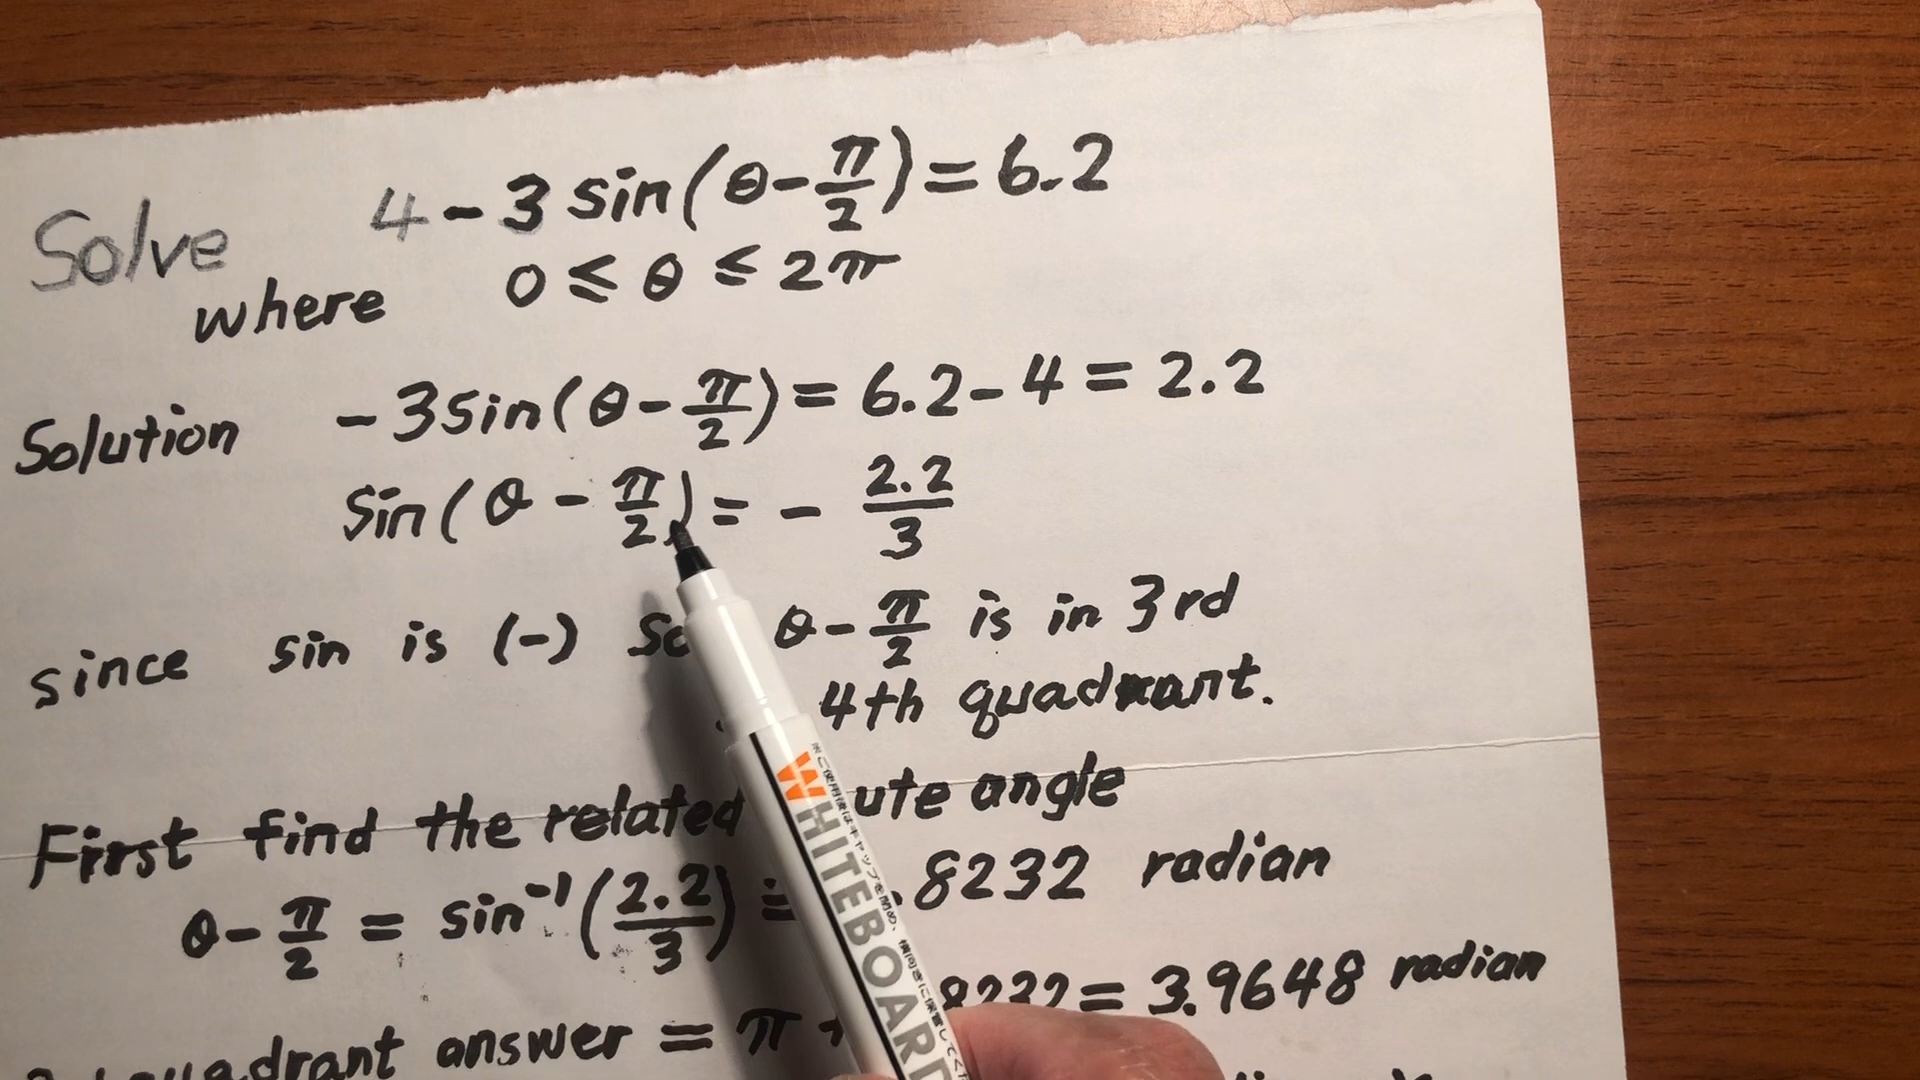 Solve 4 - 3 sin(θ - π/2) = 6.2
where 0 ≤ θ ≤ 2π
Solution -3sin(θ - π/2) = 6.2 - 4 = 2.2
sin(θ - π/2) = - 2.2/3
since sin is (-) θ - π/2 is in 3rd
4th quadrant.
First find the related angle
θ - π/2 = sin⁻¹(2.2/3) = .8232 radian
quadrant answer = π + 8232 = 3.9648 radian
WHITEBOARD